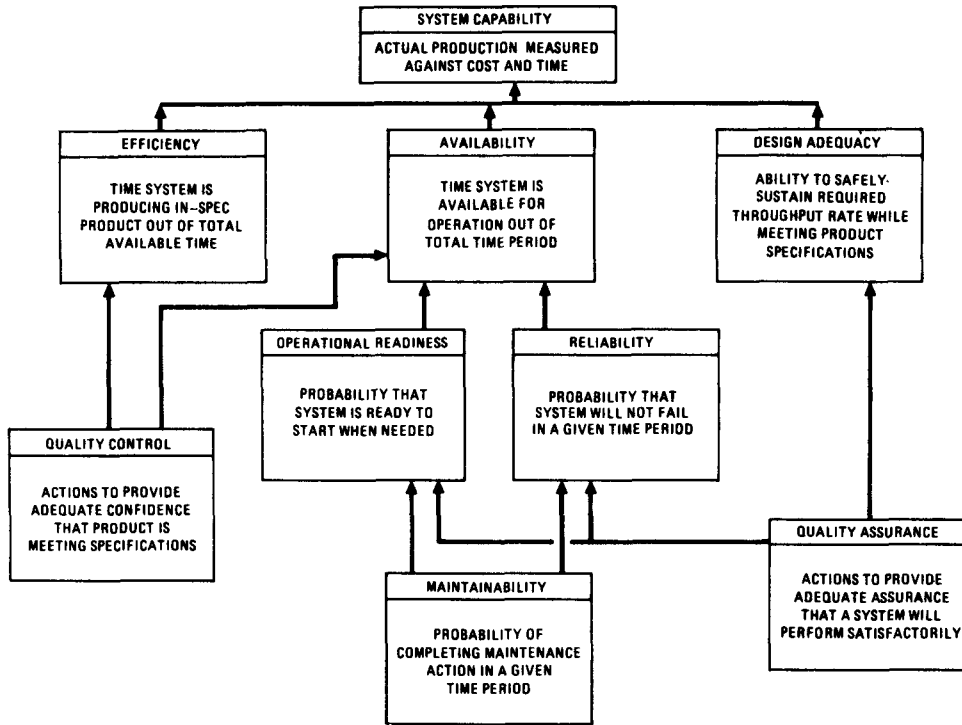 SYSTEM CAPABILITY
ACTUAL PRODUCTION MEASURED
AGAINST COST AND TIME
EFFICIENCY
TIME SYSTEM IS
PRODUCING IN-SPEC
PRODUCT OUT OF TOTAL
AVAILABLE TIME
AVAILABILITY
TIME SYSTEM IS
AVAILABLE FOR
OPERATION OUT OF
TOTAL TIME PERIOD
DESIGN ADEQUACY
ABILITY TO SAFELY-
SUSTAIN REQUIRED
THROUGHPUT RATE WHILE
MEETING PRODUCT
SPECIFICATIONS
OPERATIONAL READINESS
PROBABILITY THAT
SYSTEM IS READY TO
START WHEN NEEDED
RELIABILITY
PROBABILITY THAT
SYSTEM WILL NOT FAIL
IN A GIVEN TIME PERIOD
QUALITY CONTROL
ACTIONS TO PROVIDE
ADEQUATE CONFIDENCE
THAT PRODUCT IS
MEETING SPECIFICATIONS
QUALITY ASSURANCE
ACTIONS TO PROVIDE
ADEQUATE ASSURANCE
THAT A SYSTEM WILL
PERFORM SATISFACTORILY
MAINTAINABILITY
PROBABILITY OF
COMPLETING MAINTENANCE
ACTION IN A GIVEN
TIME PERIOD